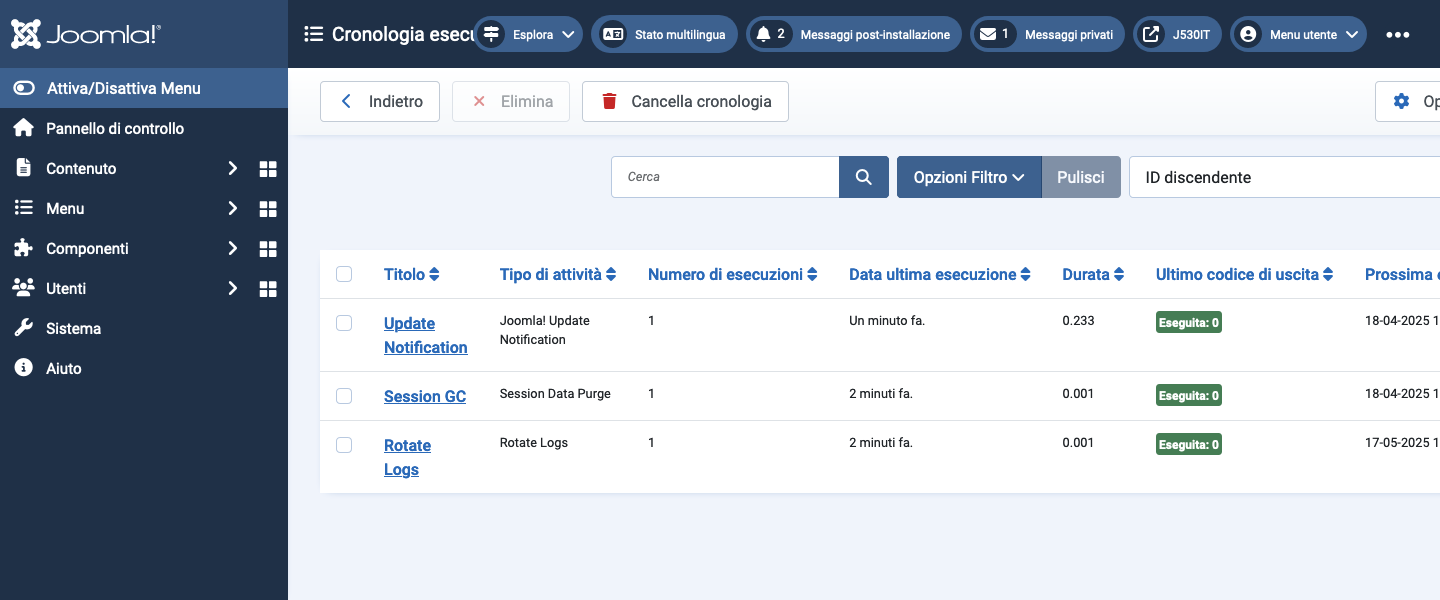 Joomla!®
Cronologia esecu
Esplora
Stato multilingua
2 Messaggi post-installazione
1 Messaggi privati
J530IT
Menu utente
Attiva/Disattiva Menu
Pannello di controllo
Contenuto
Menu
Componenti
Utenti
Sistema
Aiuto
Indietro
Elimina
Cancella cronologia
Op
Cerca
Opzioni Filtro
Pulisci
ID discendente
Titolo Tipo di attività Numero di esecuzioni Data ultima esecuzione Durata Ultimo codice di uscita Prossima e
Update Joomla! Update 1 Un minuto fa. 0.233 Eseguita: 0 18-04-2025 1
Notification Notification
Session GC Session Data Purge 1 2 minuti fa. 0.001 Eseguita: 0 18-04-2025 1
Rotate Rotate Logs 1 2 minuti fa. 0.001 Eseguita: 0 17-05-2025 1
Logs